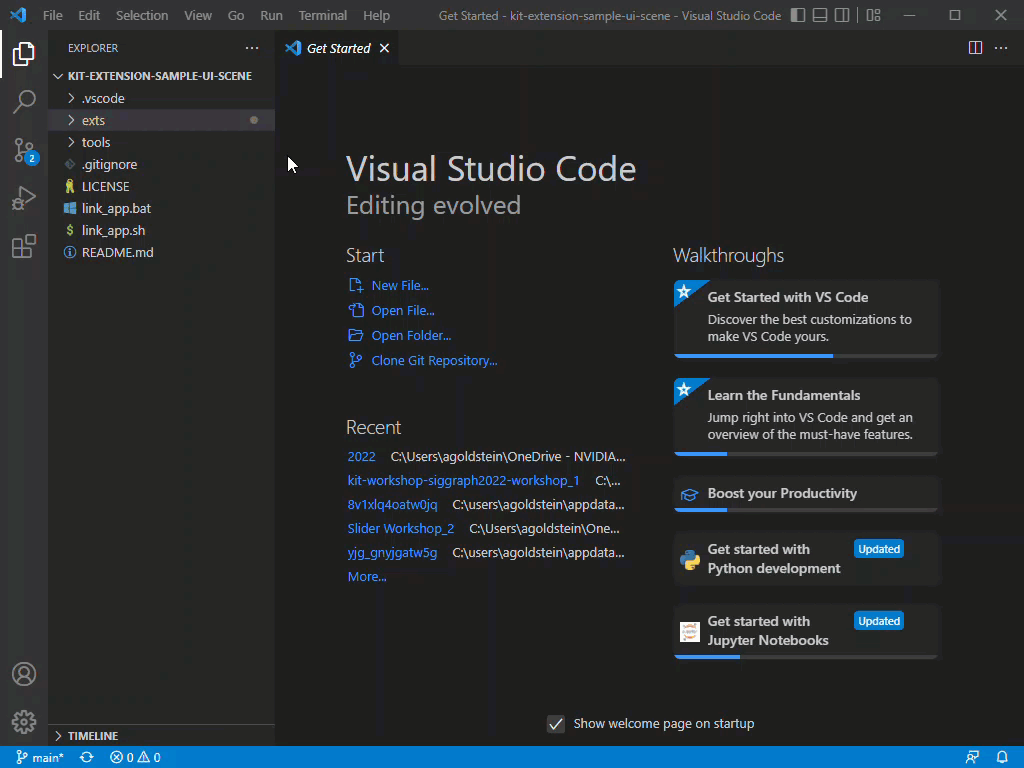 File Edit Selection View Go Run Terminal Help Get Started - kit-extension-sample-ui-scene - Visual Studio Code
EXPLORER
KIT-EXTENSION-SAMPLE-UI-SCENE
.vscode
exts
tools
.gitignore
LICENSE
link_app.bat
link_app.sh
README.md
2
TIMELINE
Get Started
Visual Studio Code
Editing evolved
Start
New File...
Open File...
Open Folder...
Clone Git Repository...
Recent
2022 C:\Users\agoldstein\OneDrive - NVIDIA...
kit-workshop-siggraph2022-workshop_1 C:\...
8v1xlq4oatw0jq C:\users\agoldstein\appdata...
Slider Workshop_2 C:\Users\agoldstein\One...
yjg_gnyjgatw5g C:\users\agoldstein\appdata...
More...
Walkthroughs
Get Started with VS Code
Discover the best customizations to
make VS Code yours.
Learn the Fundamentals
Jump right into VS Code and get an
overview of the must-have features.
Boost your Productivity
Get started with
Python development
Updated
Get started with
Jupyter Notebooks
Updated
Show welcome page on startup
main* 0 0